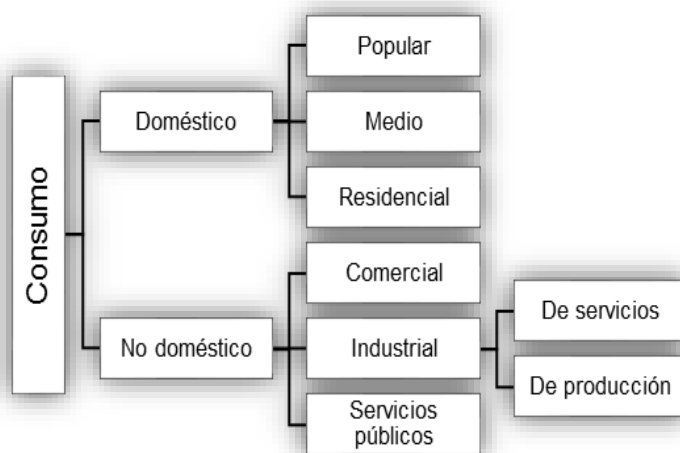 Consumo
Doméstico
Popular
Medio
Residencial
No doméstico
Comercial
Industrial
De servicios
De producción
Servicios
públicos